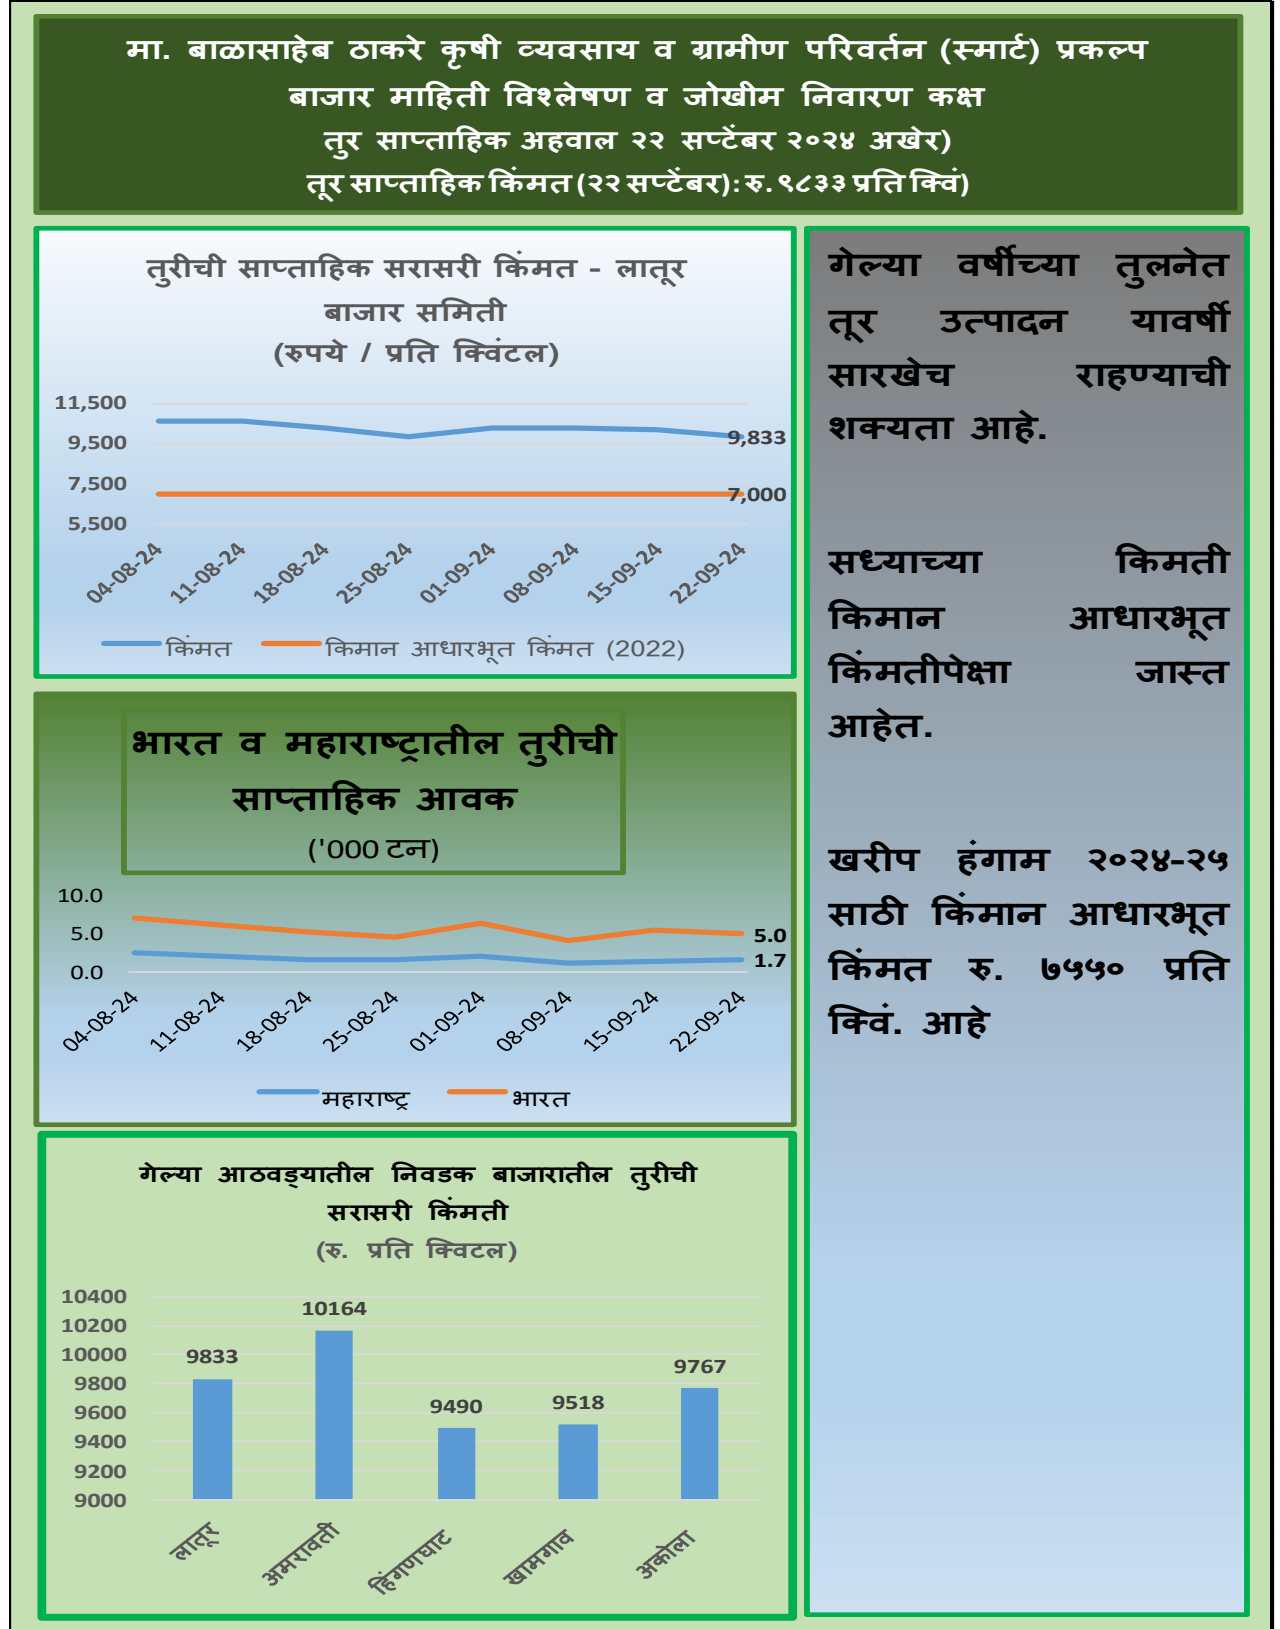 मा. बाळासाहेब ठाकरे कृषी व्यवसाय व ग्रामीण परिवर्तन (स्मार्ट) प्रकल्प
बाजार माहिती विश्लेषण व जोखीम निवारण कक्ष
तुर साप्ताहिक अहवाल २२ सप्टेंबर २०२४ अखेर)
तूर साप्ताहिक किंमत (२२ सप्टेंबर): रु. ९८३३ प्रति क्विं)
तुरीची साप्ताहिक सरासरी किंमत - लातूर
बाजार समिती
(रुपये / प्रति क्विंटल)
11,500
9,500
7,500
5,500
9,833
7,000
04-08-24
11-08-24
18-08-24
25-08-24
01-09-24
08-09-24
15-09-24
22-09-24
किंमत
किमान आधारभूत किंमत (2022)
भारत व महाराष्ट्रातील तुरीची
साप्ताहिक आवक
('000 टन)
10.0
5.0
0.0
5.0
1.7
04-08-24
11-08-24
18-08-24
25-08-24
01-09-24
08-09-24
15-09-24
22-09-24
महाराष्ट्र
भारत
गेल्या आठवड्यातील निवडक बाजारातील तुरीची
सरासरी किंमती
(रु. प्रति क्विटल)
10400
10200
10000
9800
9600
9400
9200
9000
9833
10164
9490
9518
9767
लातूर
अमरावती
हिंगणघाट
खामगाव
अकोला
गेल्या वर्षीच्या तुलनेत
तूर उत्पादन यावर्षी
सारखेच राहण्याची
शक्यता आहे.
सध्याच्या किमती
किमान आधारभूत
किंमतीपेक्षा जास्त
आहेत.
खरीप हंगाम २०२४-२५
साठी किंमान आधारभूत
किंमत रु. ७५५० प्रति
क्विं. आहे